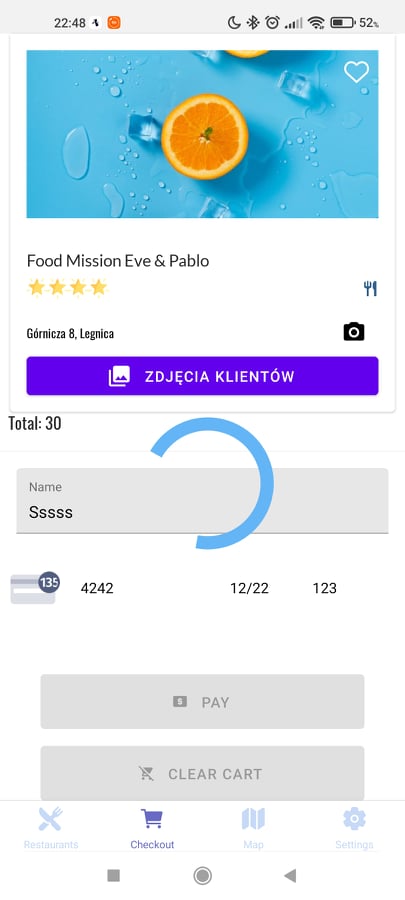 22:48 52%
Food Mission Eve & Pablo
Górnicza 8, Legnica
ZDJĘCIA KLIENTÓW
Total: 30
Name
Sssss
135 4242 12/22 123
PAY
CLEAR CART
Restaurants Checkout Map Settings